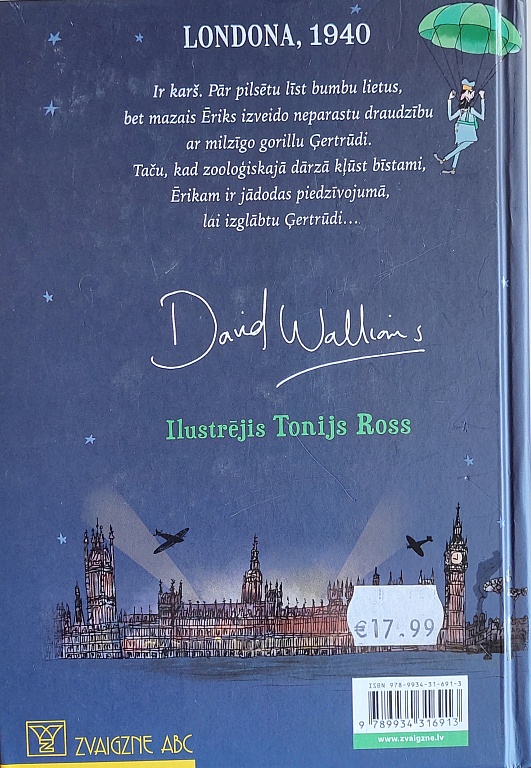 LONDONA, 1940
Ir karš. Pār pilsētu līst bumbu lietus,
bet mazais Ēriks izveido neparastu draudzību
ar milzīgo gorillu Ģertrūdi.
Taču, kad zooloģiskajā dārzā kļūst bīstami,
Ērikam ir jādodas piedzīvojumā,
lai izglābtu Ģertrūdi...
David Walliams
Ilustrējis Tonijs Ross
€17.99
ISBN 978-9934-31-691-3
9 789934 316913
www.zvaigzne.lv
ZVAIGZNE ABC